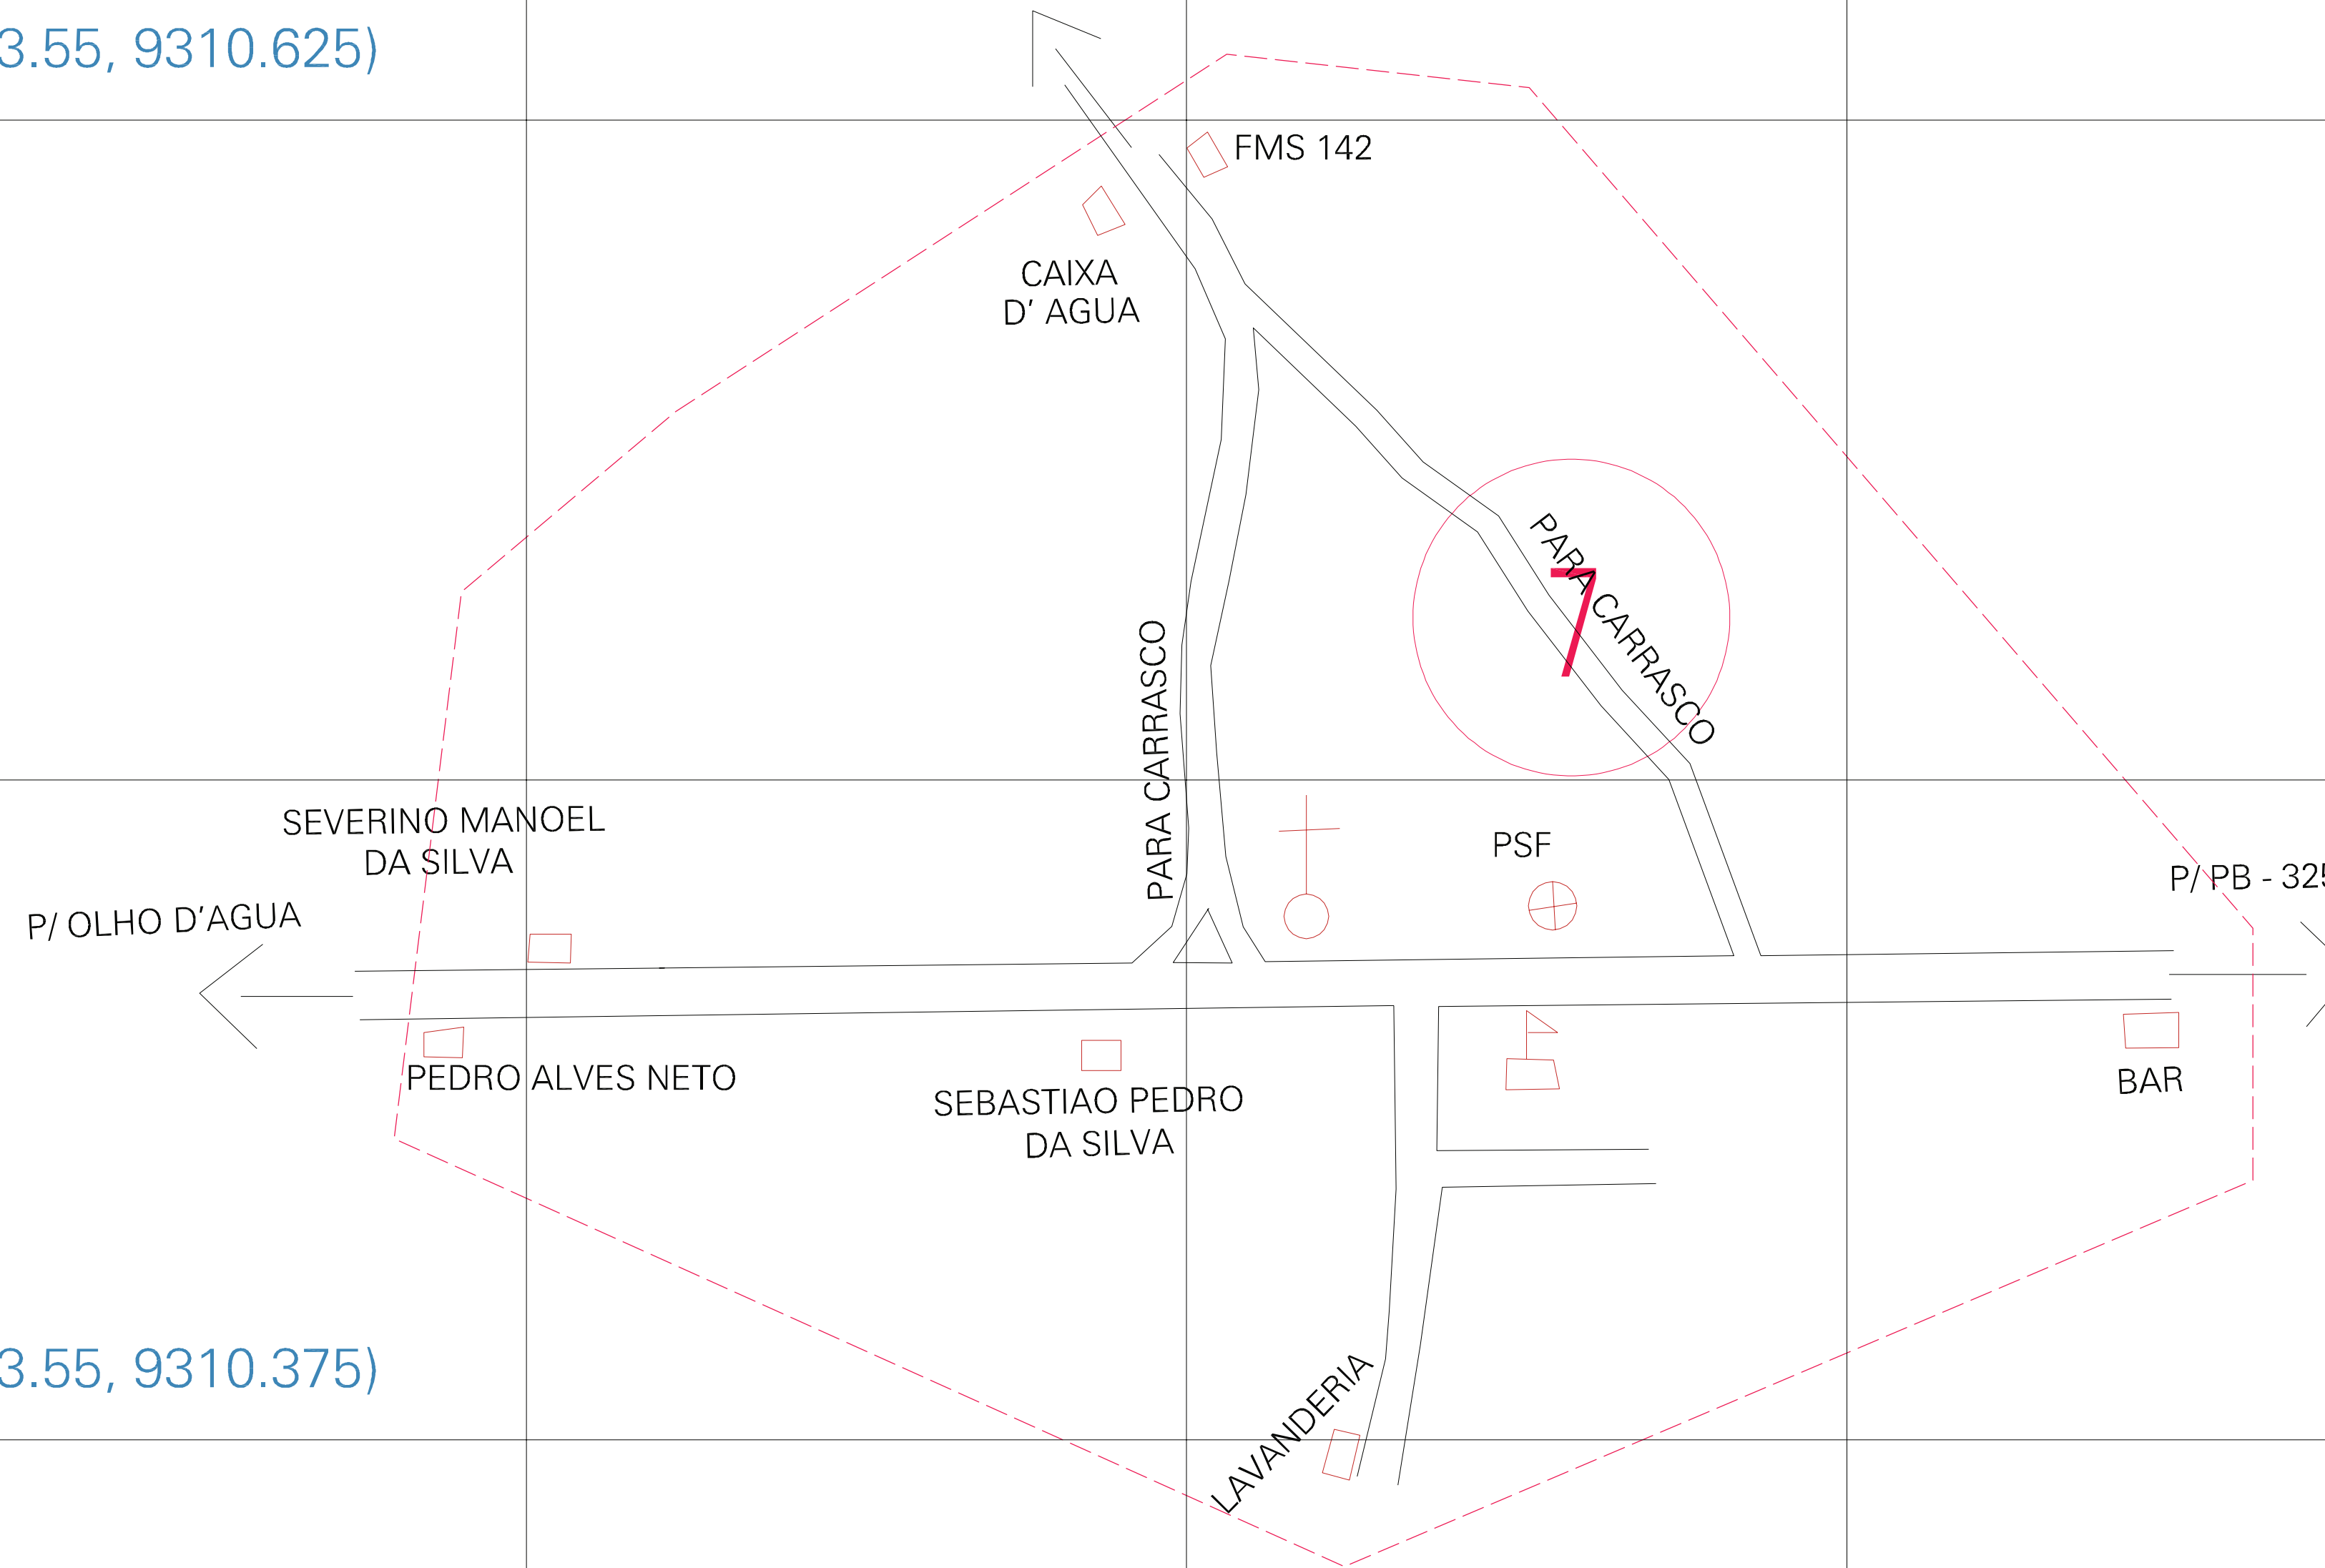 3.55, 9310.625)
FMS 142
CAIXA
D' AGUA
PARA CARRASCO
7
PARA CARRASCO
SEVERINO MANOEL
DA SILVA
PSF
P/ PB - 325
P/ OLHO D'AGUA
PEDRO ALVES NETO
SEBASTIAO PEDRO
DA SILVA
BAR
3.55, 9310.375)
LAVANDERIA